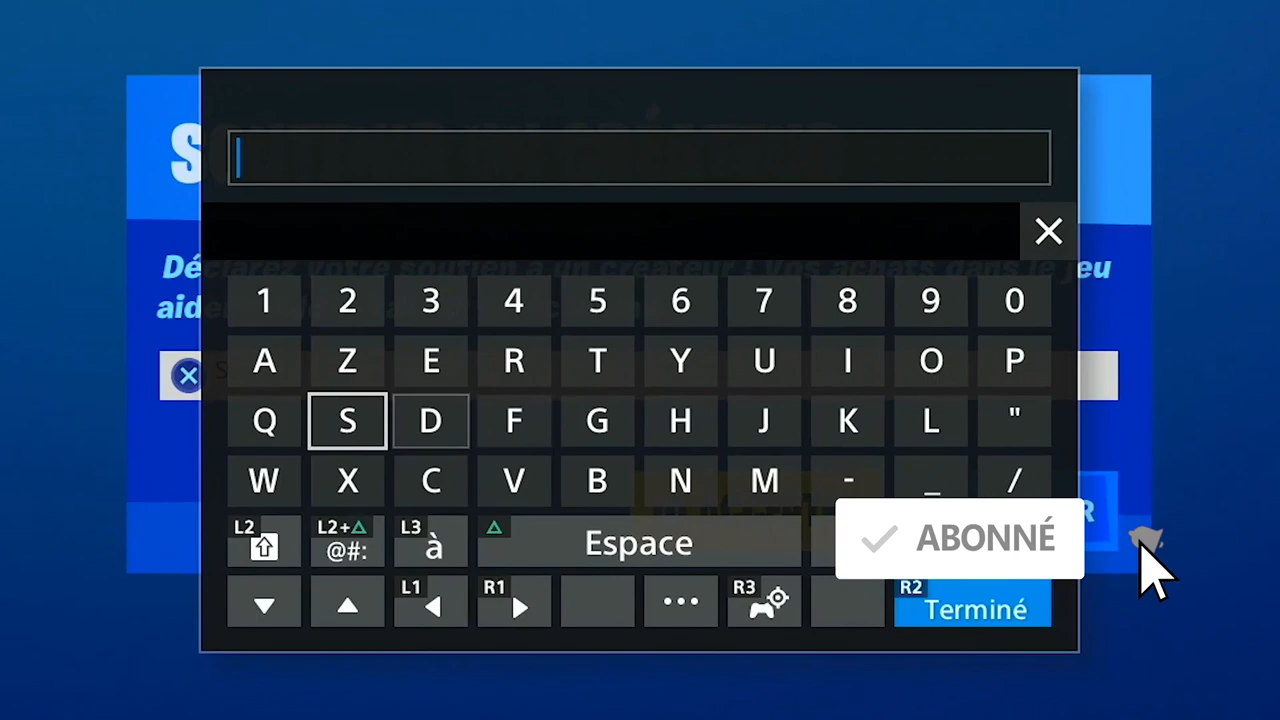 S
Déclarez votre soutien à un créateur ! Vos achats dans le jeu
aide
1 2 3 4 5 6 7 8 9 0
A Z E R T Y U I O P
Q S D F G H J K L "
W X C V B N M - _ /
L2 L2+△ @#: L3 à △ Espace
ABONNÉ
R
L1 R1 ... R3 R2 Terminé